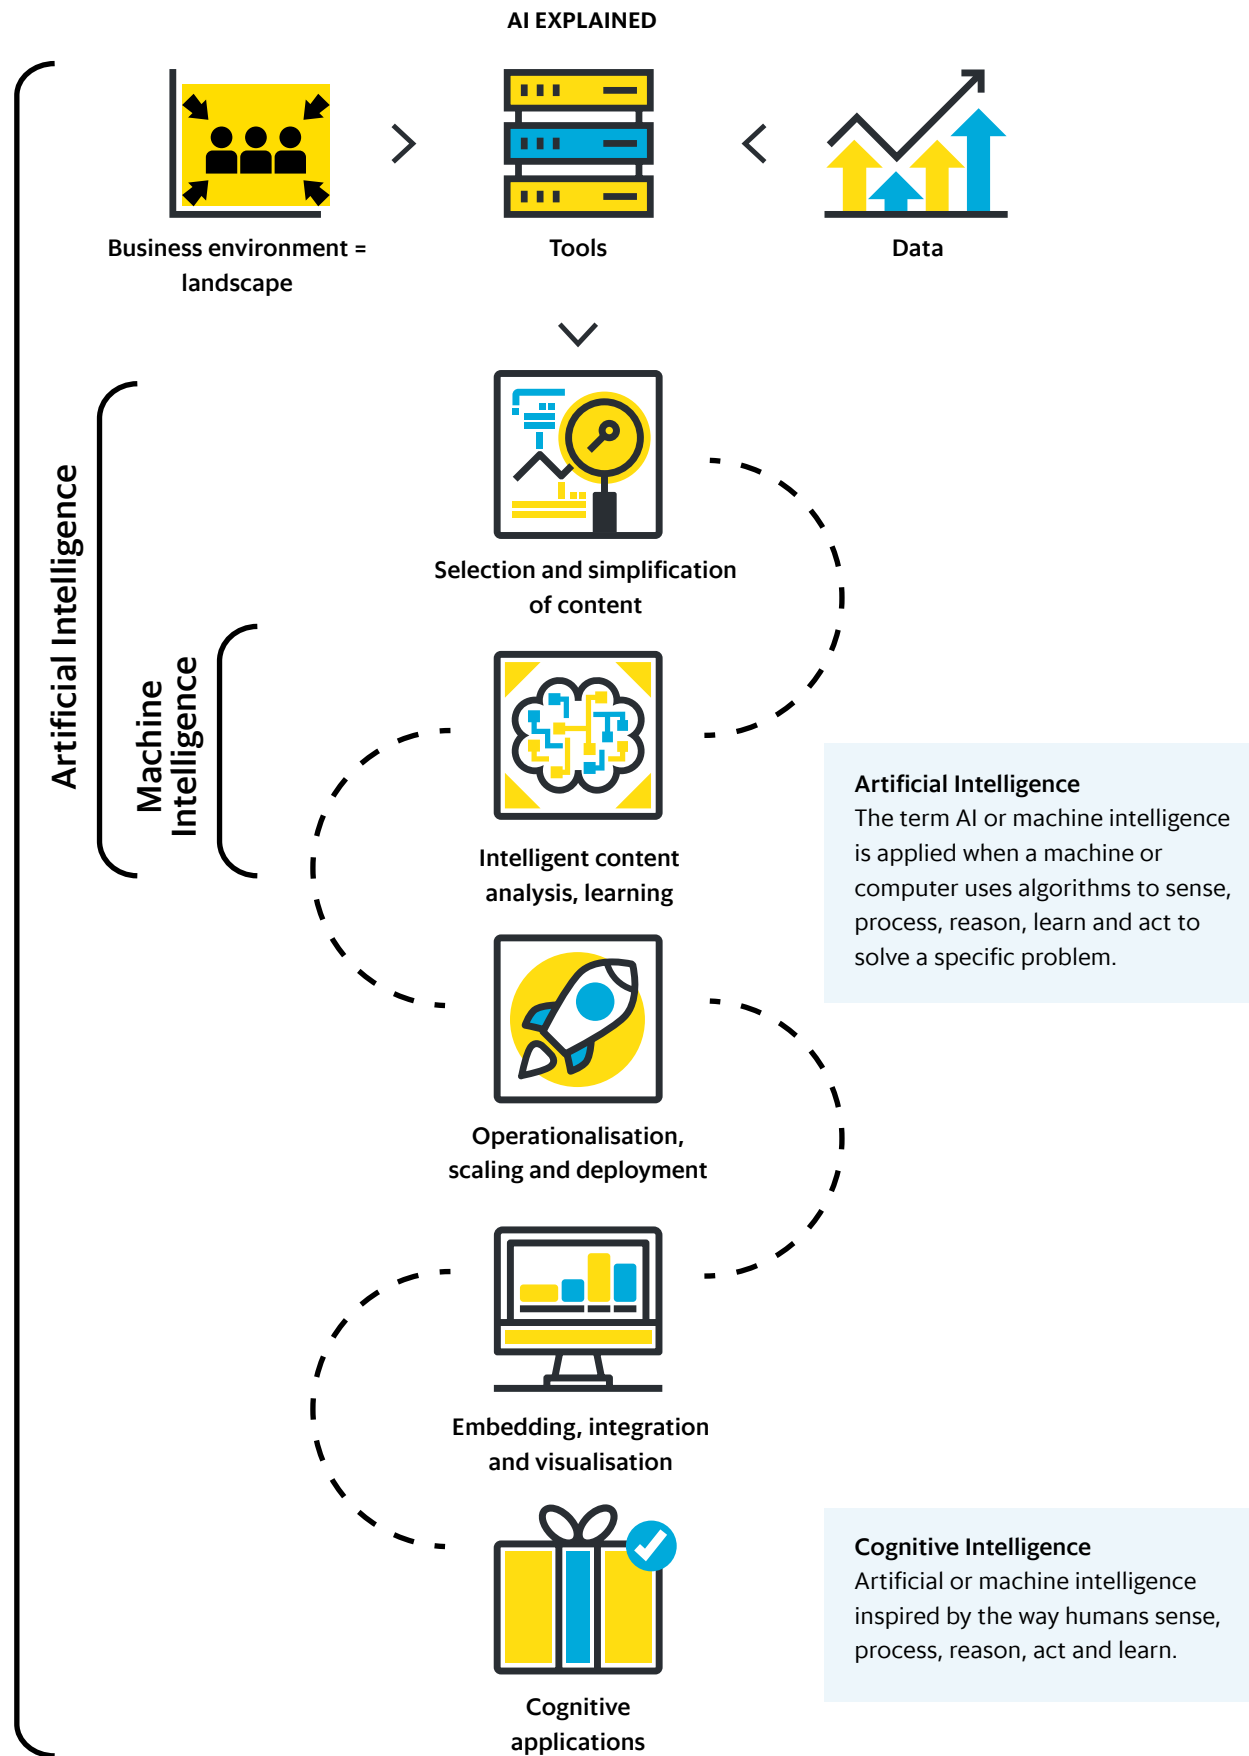 AI EXPLAINED
Business environment =
landscape
Tools
Data
Artificial Intelligence
Machine
Intelligence
Selection and simplification
of content
Intelligent content
analysis, learning
Artificial Intelligence
The term AI or machine intelligence
is applied when a machine or
computer uses algorithms to sense,
process, reason, learn and act to
solve a specific problem.
Operationalisation,
scaling and deployment
Embedding, integration
and visualisation
Cognitive Intelligence
Artificial or machine intelligence
inspired by the way humans sense,
process, reason, act and learn.
Cognitive
applications